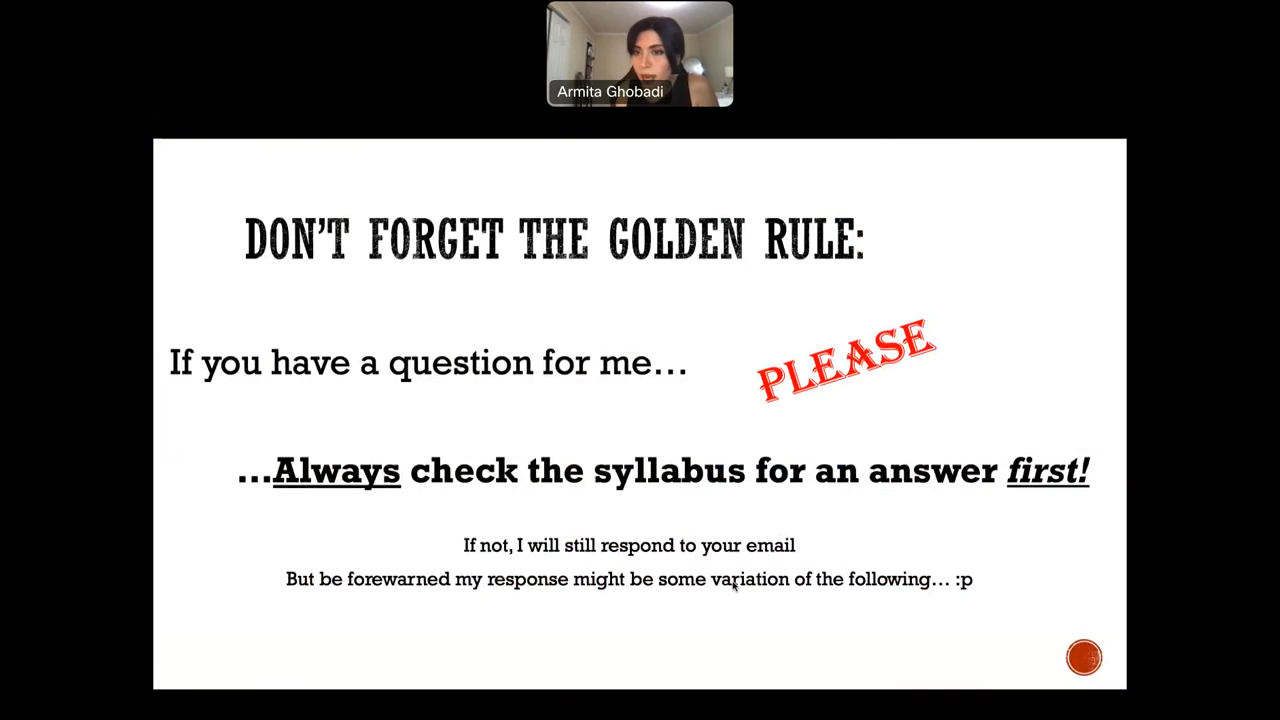 Armita Ghobadi
DON'T FORGET THE GOLDEN RULE:
If you have a question for me…
PLEASE
…Always check the syllabus for an answer first!
If not, I will still respond to your email
But be forewarned my response might be some variation of the following… :p